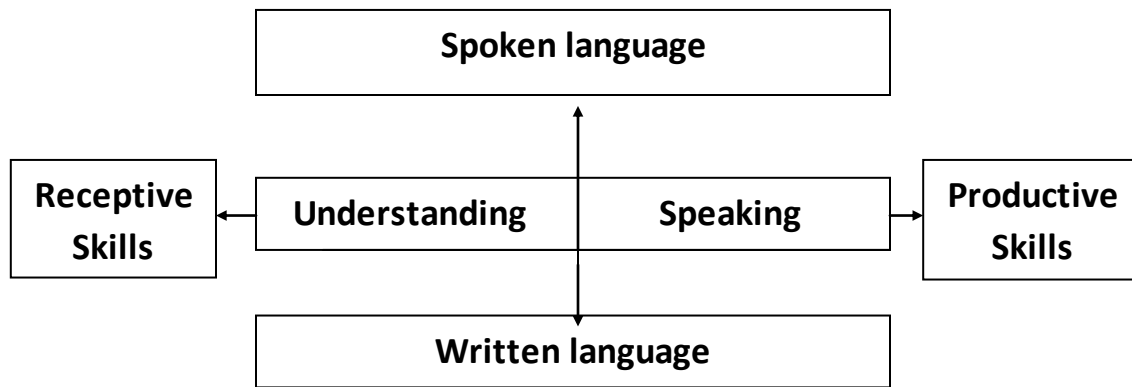 Spoken language
Receptive
Skills
Understanding
Speaking
Productive
Skills
Written language